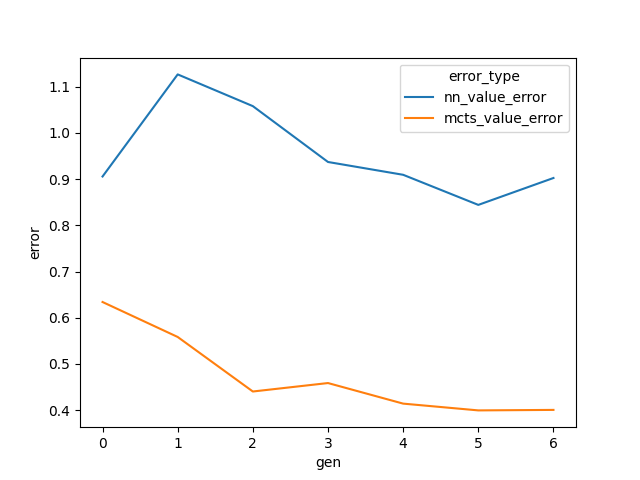 error_type
nn_value_error
mcts_value_error
1.1
1.0
0.9
0.8
0.7
0.6
0.5
0.4
error
0 1 2 3 4 5 6
gen